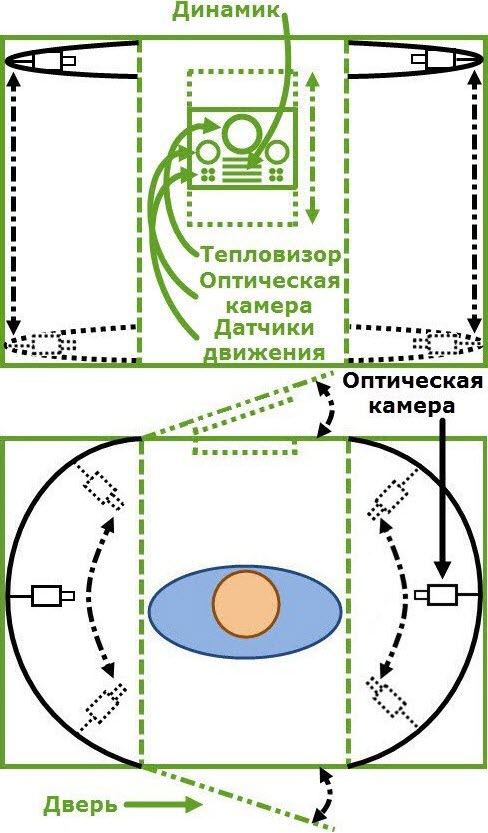 Динамик
Тепловизор
Оптическая
камера
Датчики
движения
Оптическая
камера
Дверь